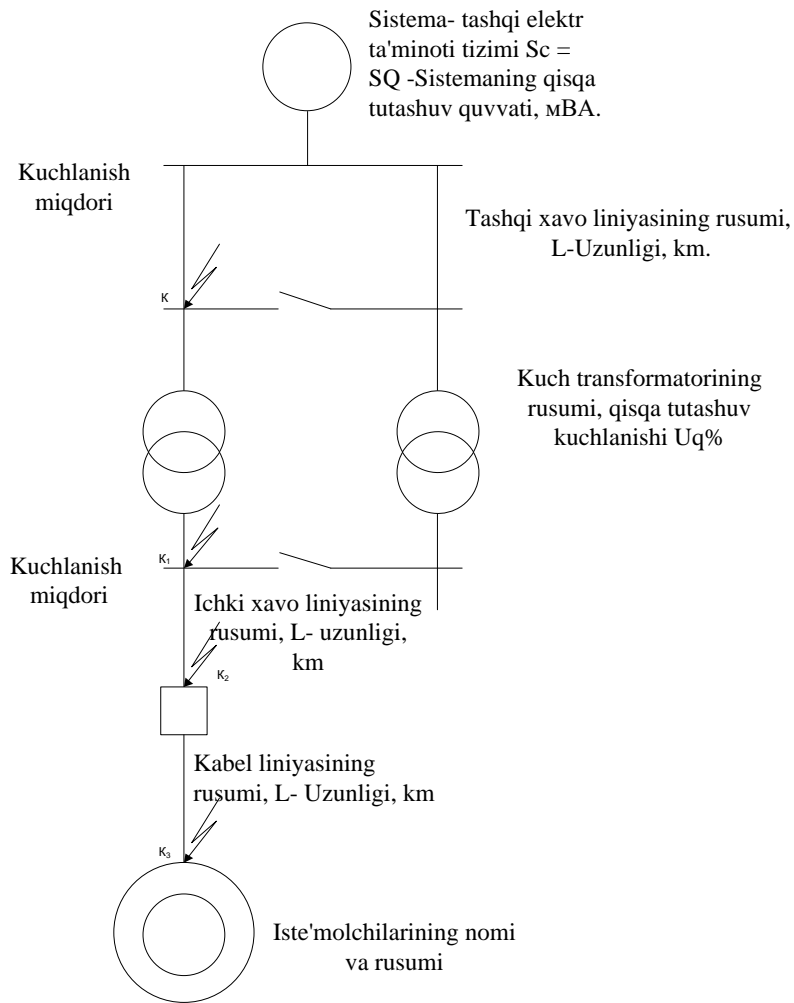 Sistema- tashqi elektr
ta'minoti tizimi Sc =
SQ -Sistemaning qisqa
tutashuv quvvati, мВА.
Kuchlanish
miqdori
Tashqi xavo liniyasining rusumi,
L-Uzunligi, km.
K
Kuch transformatorining
rusumi, qisqa tutashuv
kuchlanishi Uq%
K₁
Kuchlanish
miqdori
Ichki xavo liniyasining
rusumi, L- uzunligi,
km
K₂
Kabel liniyasining
rusumi, L- Uzunligi, km
K₃
Iste'molchilarining nomi
va rusumi